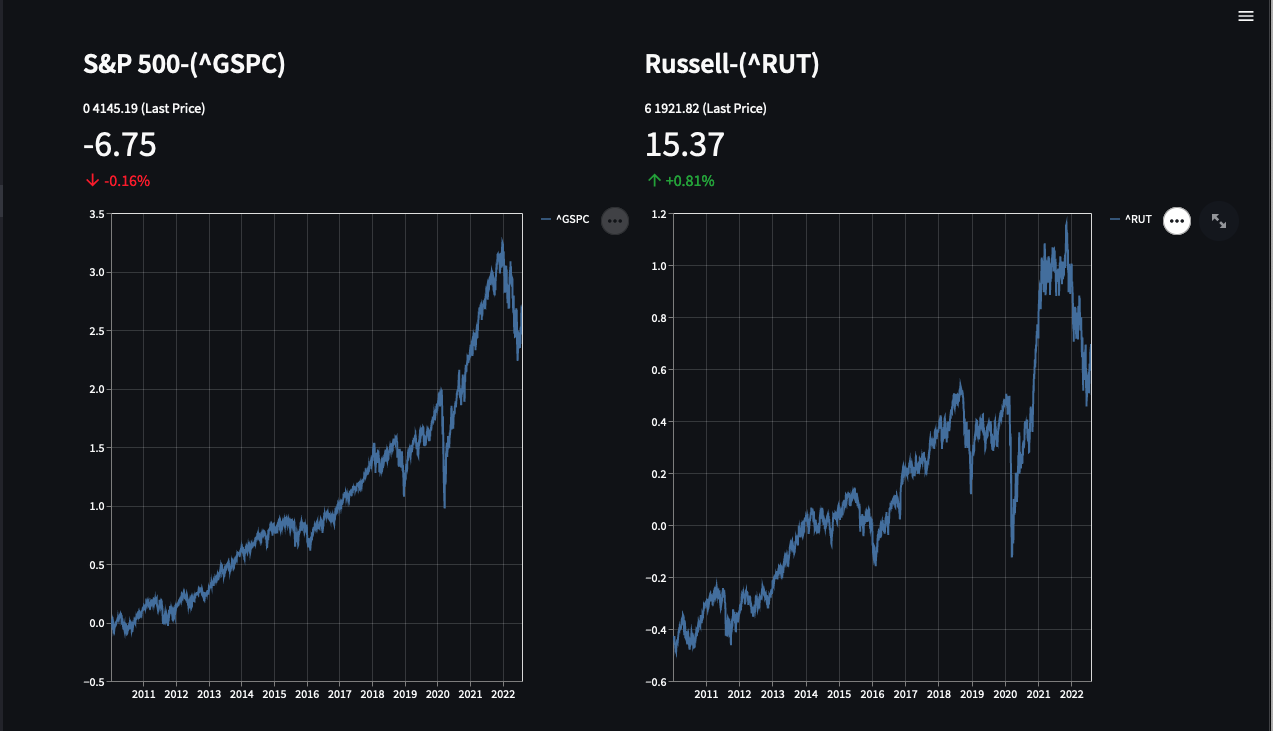 S&P 500-(^GSPC)
0 4145.19 (Last Price)
-6.75
-0.16%
^GSPC
3.5
3.0
2.5
2.0
1.5
1.0
0.5
0.0
−0.5
2011 2012 2013 2014 2015 2016 2017 2018 2019 2020 2021 2022
Russell-(^RUT)
6 1921.82 (Last Price)
15.37
+0.81%
^RUT
1.2
1.0
0.8
0.6
0.4
0.2
0.0
−0.2
−0.4
−0.6
2011 2012 2013 2014 2015 2016 2017 2018 2019 2020 2021 2022